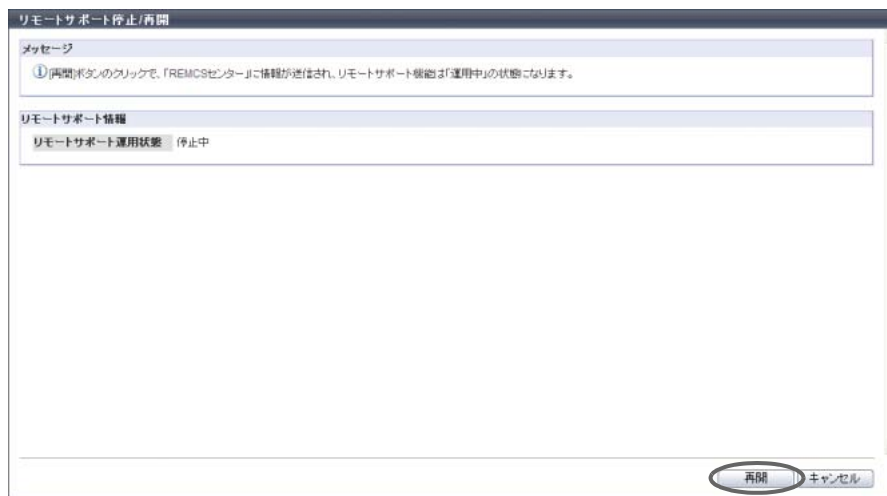 リモートサポート停止/再開
メッセージ
[再開]ボタンのクリックで、「REMCSセンター」に情報が送信され、リモートサポート機能は「運用中」の状態になります。
リモートサポート情報
リモートサポート運用状態 停止中
再開 キャンセル